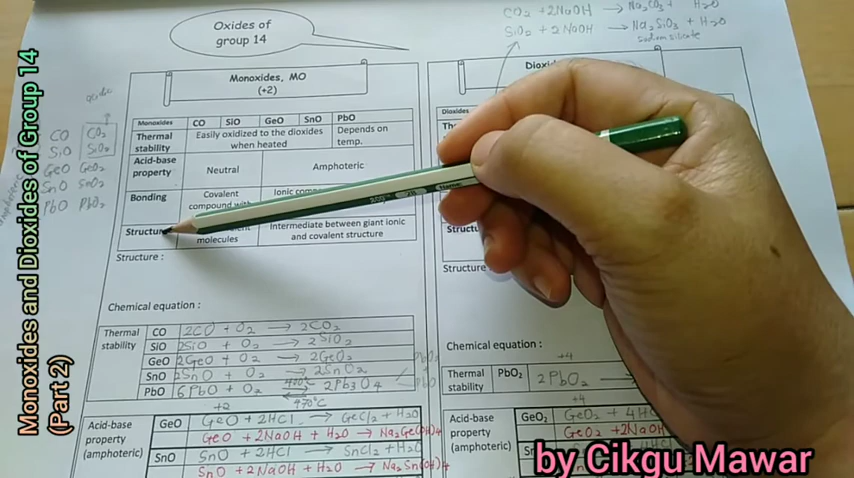 Monoxides and Dioxides of Group 14
(Part 2)
Oxides of
group 14
CO₂ + 2NaOH → Na₂CO₃ + H₂O
SiO₂ + 2NaOH → Na₂SiO₃ + H₂O
sodium silicate
CO CO₂
SiO SiO₂
GeO GeO₂
SnO SnO₂
PbO PbO₂
Monoxides, MO
(+2)
Monoxides CO SiO GeO SnO PbO
Thermal stability Easily oxidized to the dioxides when heated Depends on temp.
Acid-base property Neutral Amphoteric
Bonding Covalent compound with Ionic
Structure molecules Intermediate between giant ionic and covalent structure
Structure :
Chemical equation :
Thermal stability
CO 2CO + O₂ → 2CO₂
SiO 2SiO + O₂ → 2SiO₂
GeO 2GeO + O₂ → 2GeO₂
SnO 2SnO + O₂ → 2SnO₂
PbO 6PbO + O₂ 400°C 2Pb₃O₄
470°C
+2
Acid-base property (amphoteric)
GeO GeO + 2HCl → GeCl₂ + H₂O
GeO + 2NaOH + H₂O → Na₂Ge(OH)₄
SnO SnO + 2HCl → SnCl₂ + H₂O
SnO + 2NaOH + H₂O → Na₂Sn(OH)₄
Dioxides
Structure
Chemical equation :
+4
Thermal stability PbO₂ 2PbO₂ →
+4
Acid-base property (amphoteric)
GeO₂ GeO₂ + 4HCl
GeO₂ + 2NaOH
by Cikgu Mawar